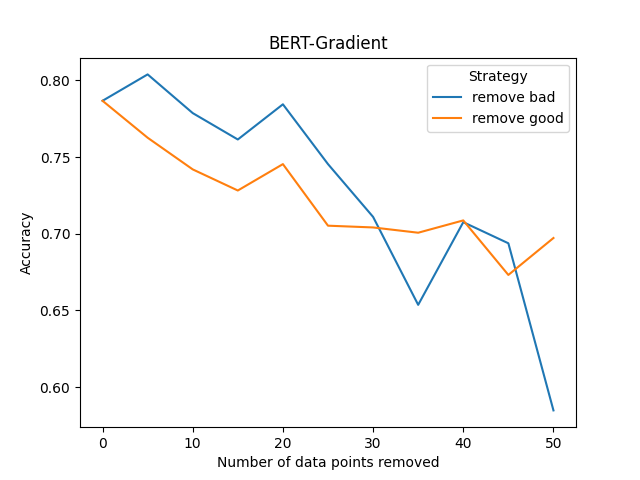 BERT-Gradient
Strategy
remove bad
remove good
Accuracy
0.80
0.75
0.70
0.65
0.60
0 10 20 30 40 50
Number of data points removed